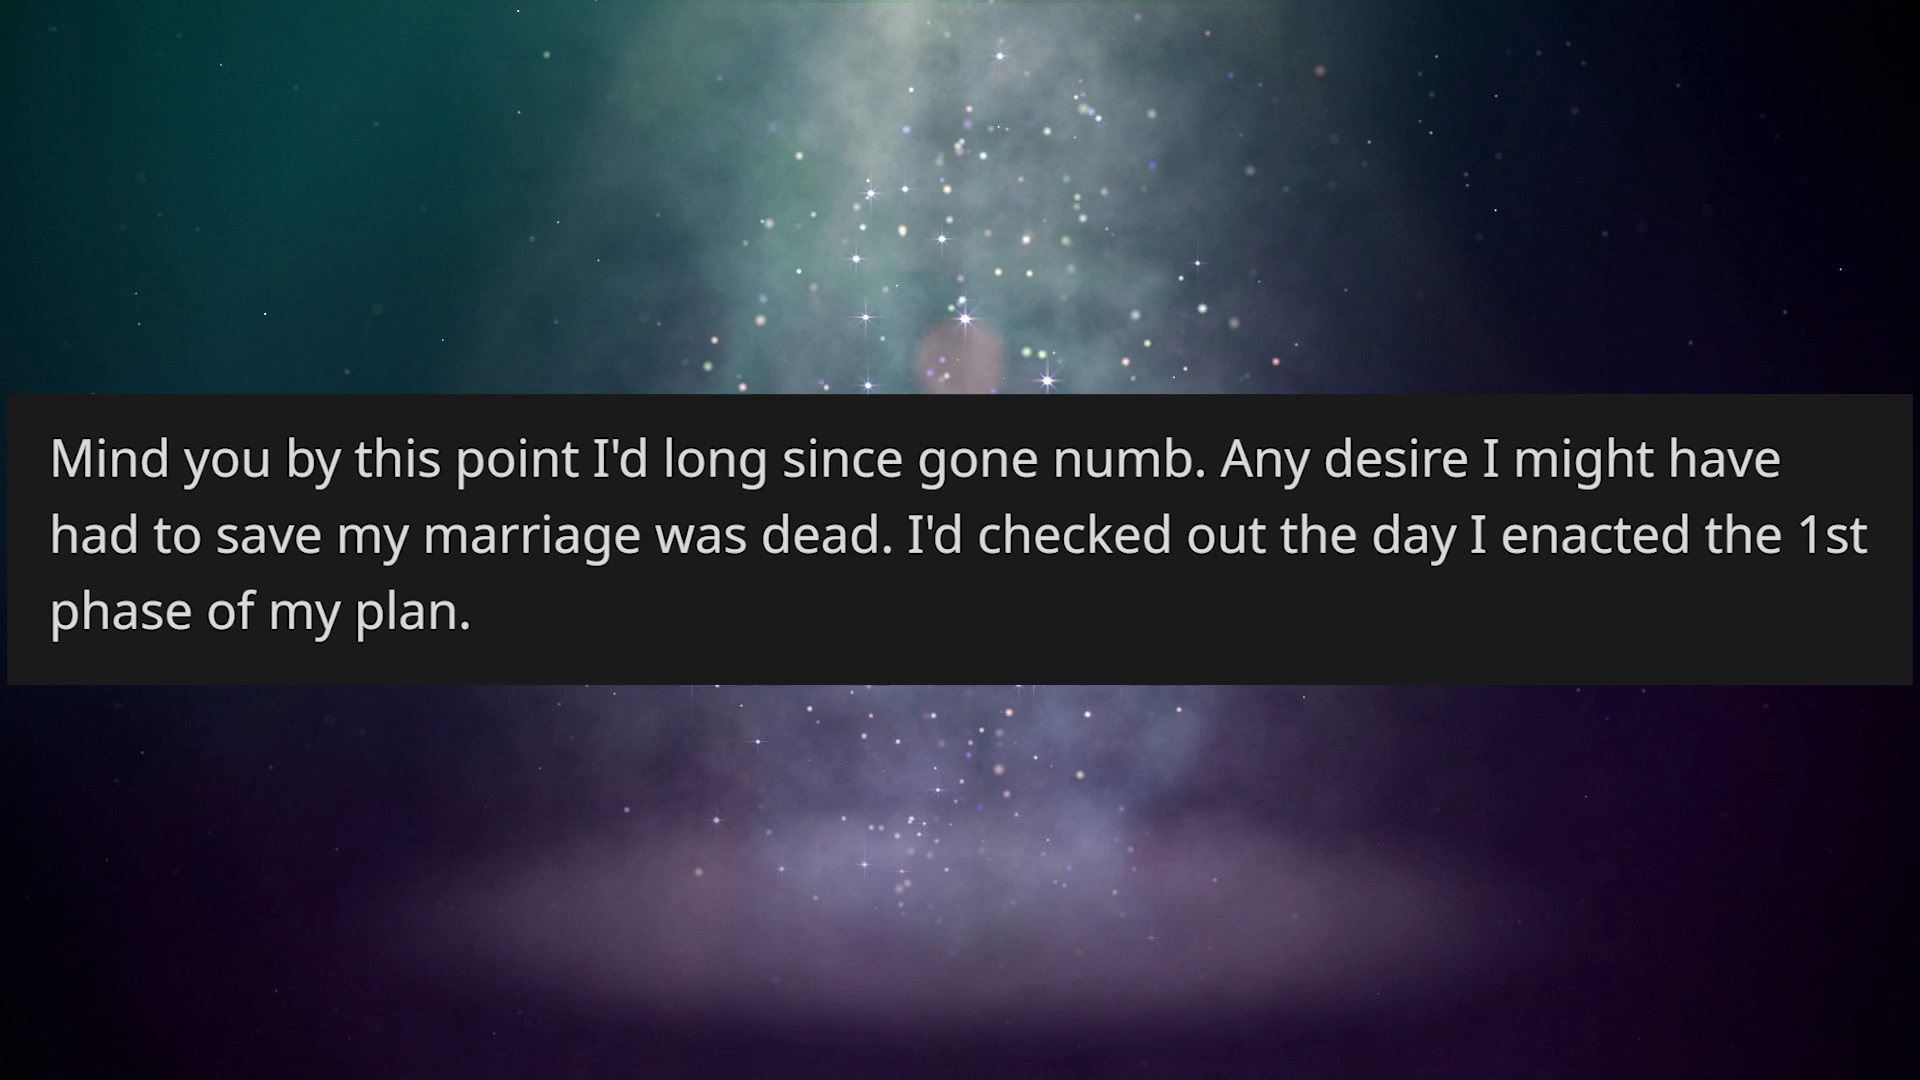 Mind you by this point I'd long since gone numb. Any desire I might have
had to save my marriage was dead. I'd checked out the day I enacted the 1st
phase of my plan.